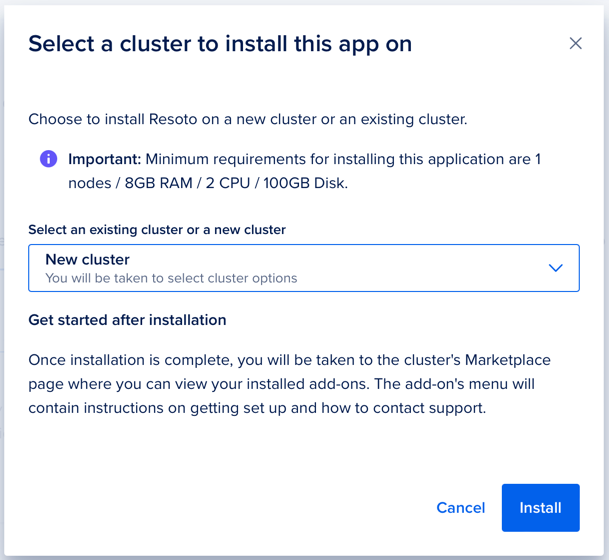 Select a cluster to install this app on
Choose to install Resoto on a new cluster or an existing cluster.
Important: Minimum requirements for installing this application are 1
nodes / 8GB RAM / 2 CPU / 100GB Disk.
Select an existing cluster or a new cluster
New cluster
You will be taken to select cluster options
Get started after installation
Once installation is complete, you will be taken to the cluster's Marketplace
page where you can view your installed add-ons. The add-on's menu will
contain instructions on getting set up and how to contact support.
Cancel Install